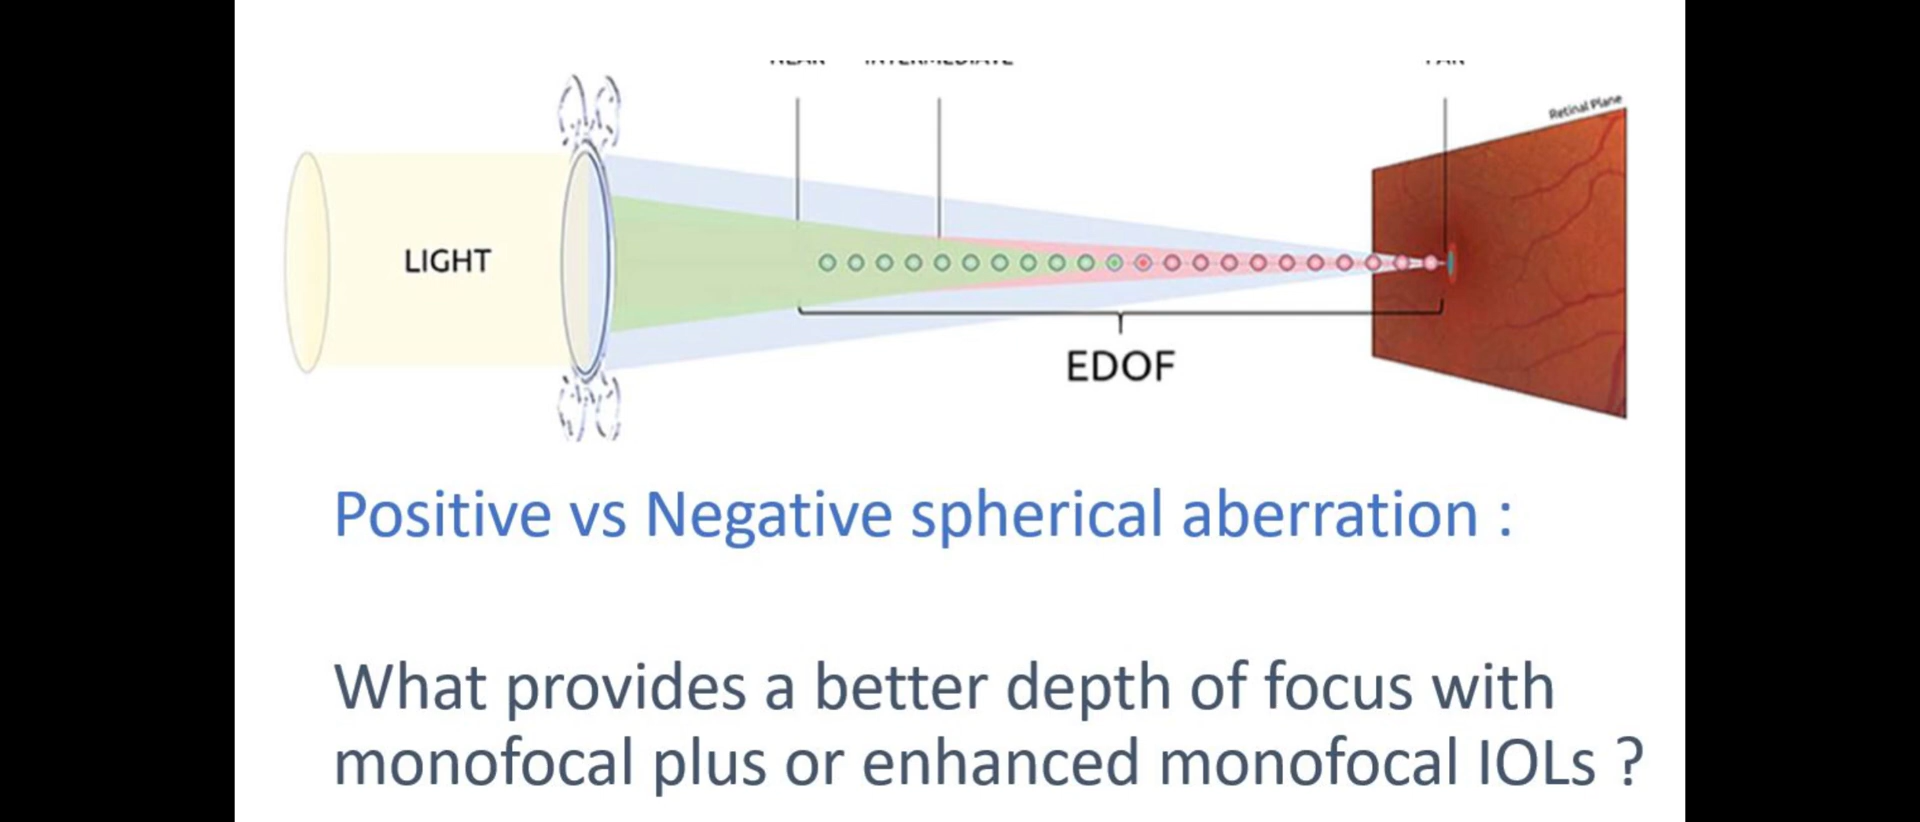 Retinal Plane
LIGHT
EDOF
Positive vs Negative spherical aberration :
What provides a better depth of focus with
monofocal plus or enhanced monofocal IOLs ?